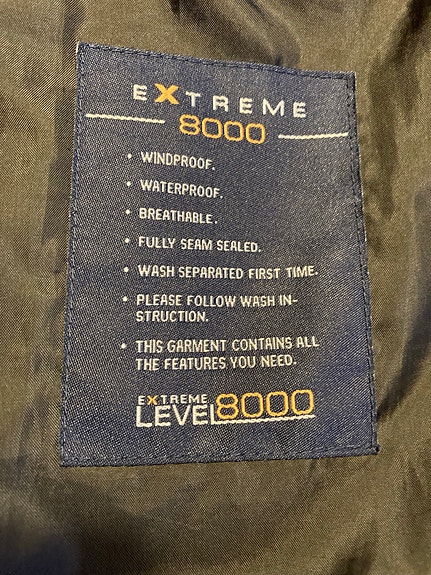 EXTREME
8000
• WINDPROOF.
• WATERPROOF.
• BREATHABLE.
• FULLY SEAM SEALED.
• WASH SEPARATED FIRST TIME.
• PLEASE FOLLOW WASH IN-
STRUCTION.
• THIS GARMENT CONTAINS ALL
THE FEATURES YOU NEED.
EXTREME
LEVEL8000